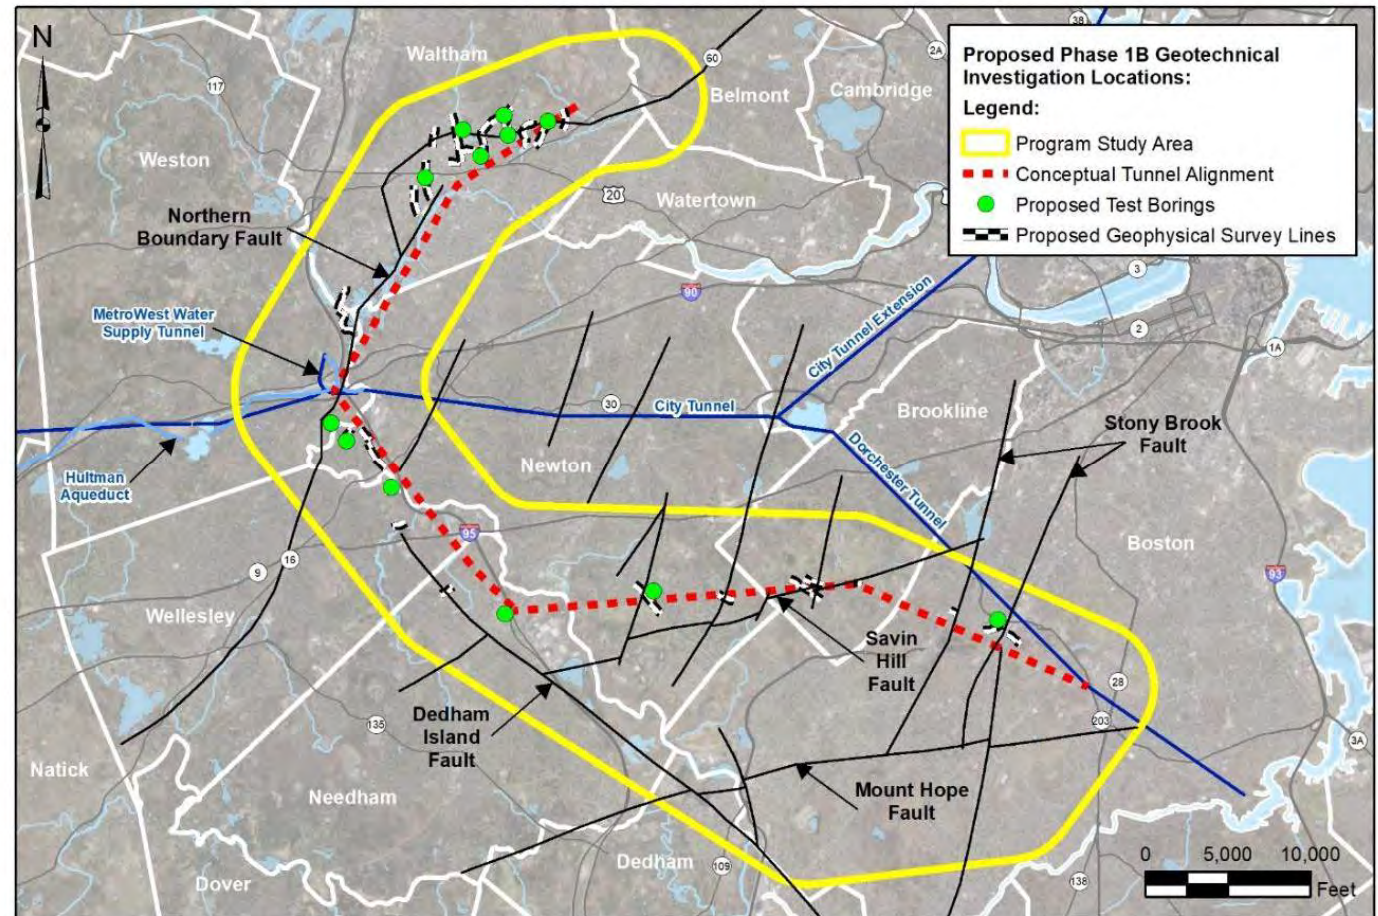 N
Proposed Phase 1B Geotechnical
Investigation Locations:
Legend:
Program Study Area
Conceptual Tunnel Alignment
Proposed Test Borings
Proposed Geophysical Survey Lines
38
2A
60
Waltham
117
Belmont
Cambridge
Weston
20
Watertown
Northern
Boundary Fault
3
90
MetroWest Water
Supply Tunnel
City Tunnel Extension
2
1A
30
City Tunnel
Brookline
Stony Brook
Fault
Newton
Dorchester Tunnel
Hultman
Aqueduct
95
Boston
16
9
93
Wellesley
Savin
Hill
Fault
28
203
Dedham
Island
Fault
135
3A
Natick
Needham
Mount Hope
Fault
Dedham
109
Dover
138
0 5,000 10,000
Feet